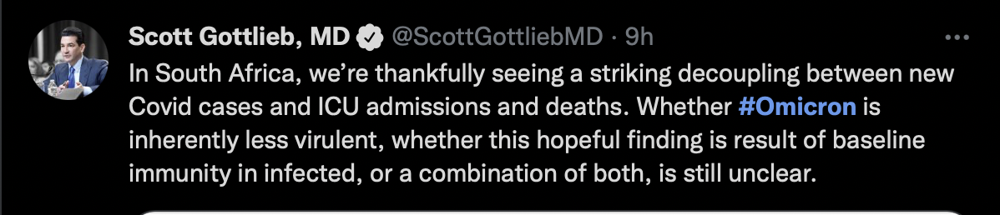 Scott Gottlieb, MD @ScottGottliebMD · 9h
In South Africa, we’re thankfully seeing a striking decoupling between new
Covid cases and ICU admissions and deaths. Whether #Omicron is
inherently less virulent, whether this hopeful finding is result of baseline
immunity in infected, or a combination of both, is still unclear.